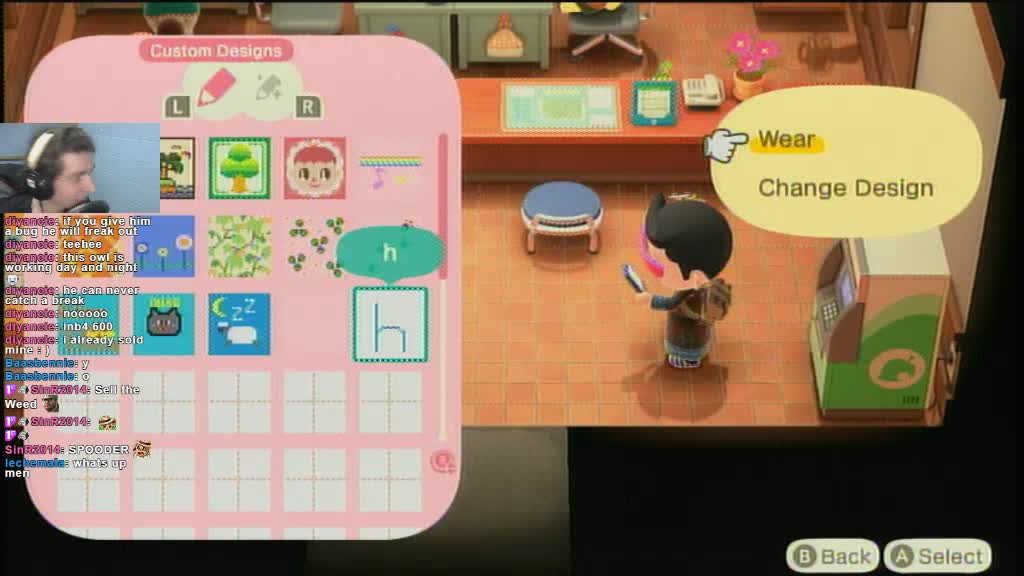 Custom Designs
L
R
Wear
Change Design
h
h
zZZ
diyancie: if you give him
a bug he will freak out
diyancie: teehee
diyancie: this owl is
working day and night
diyancie: he can never
catch a break
diyancie: nooooo
diyancie: inb4 600
diyancie: i already sold
mine : )
Baasbennie: y
Baasbennie: o
SinR2014: Sell the
Weed
SinR2014:
SinR2014: SPOODER
lechemala: whats up
men
B Back
A Select